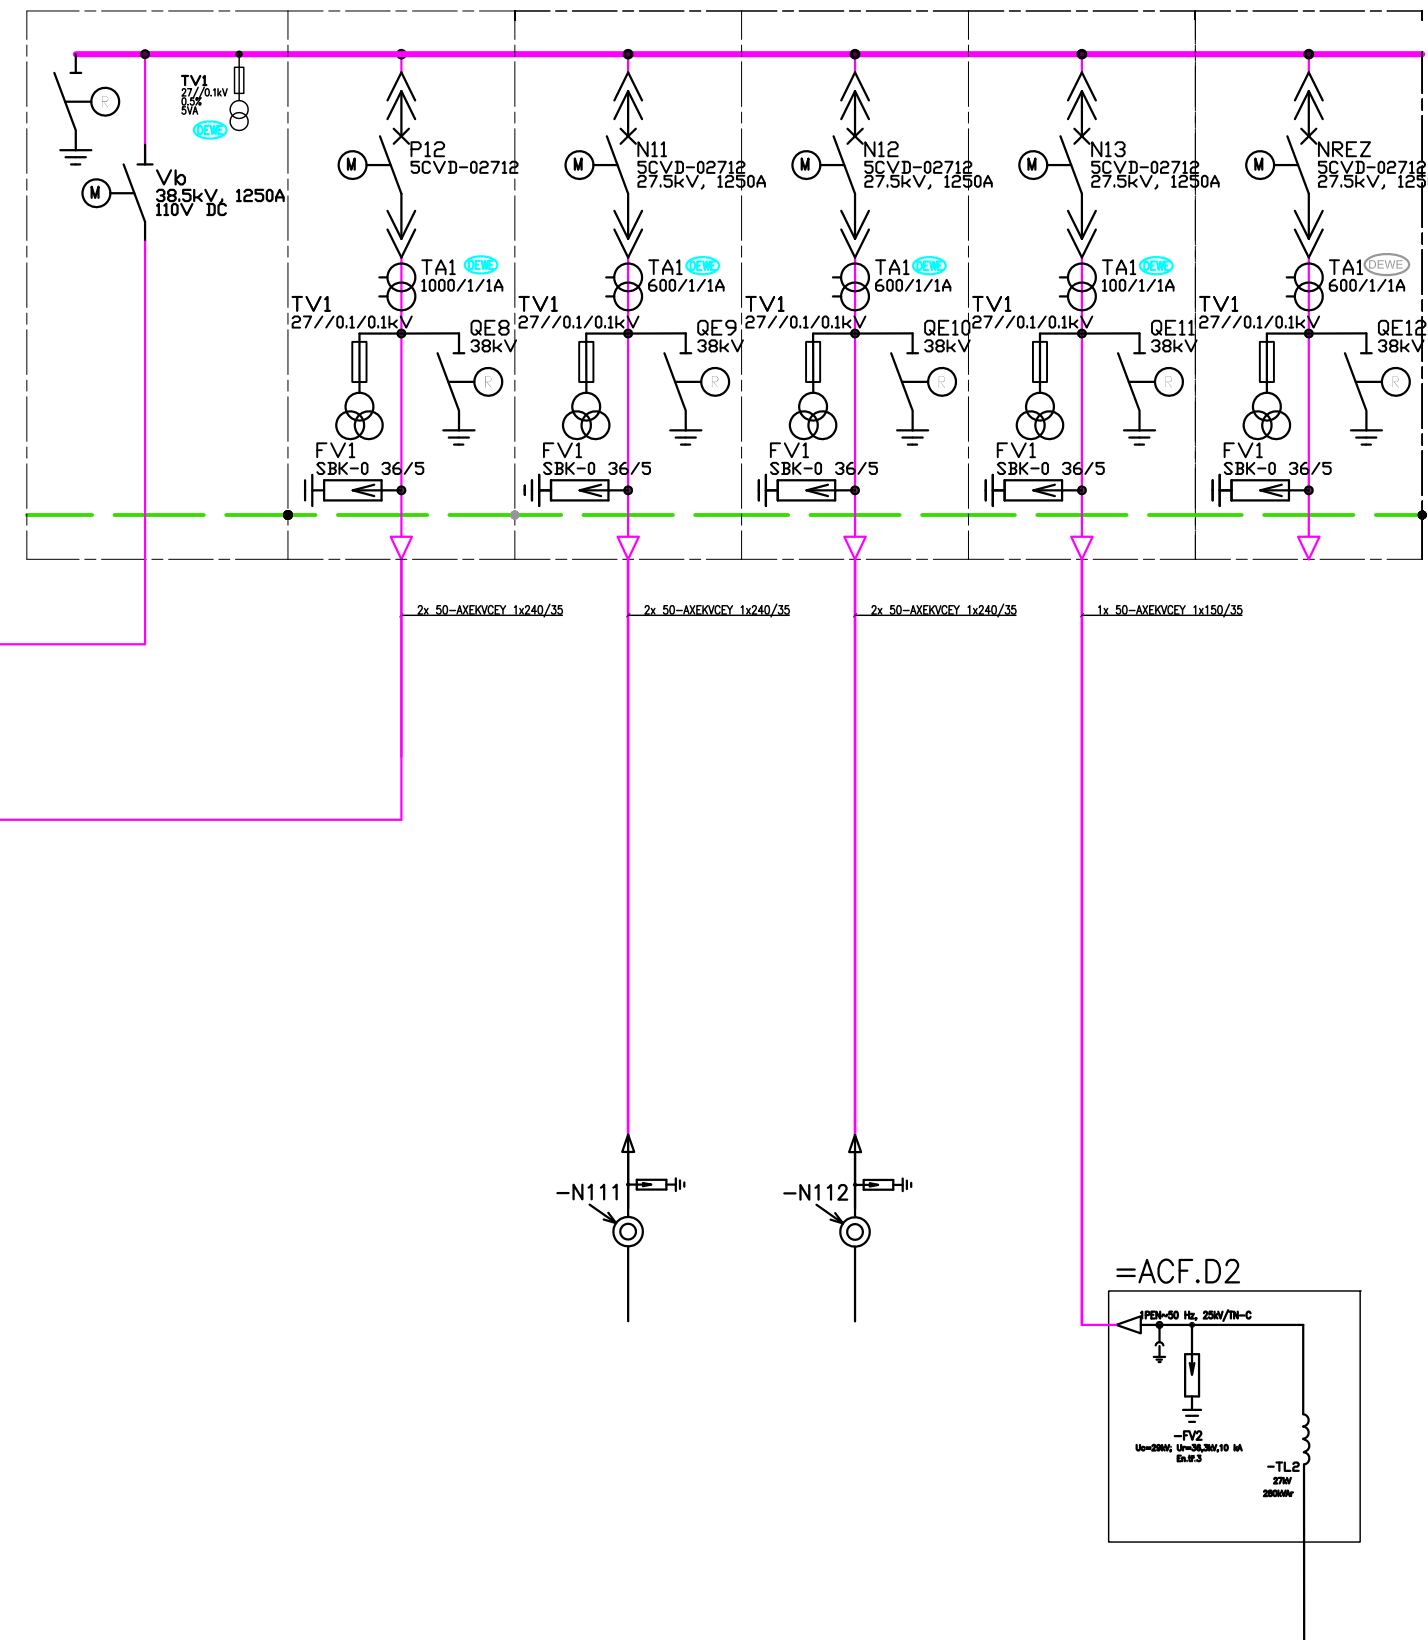 TV1
27//0.1kV
0.5%
5VA
DEWE
R
M
Vb
38.5kV, 1250A
110V DC
M
P12
5CVD-02712
TA1 DEWE
1000/1/1A
TV1
27//0.1/0.1kV
QE8
38kV
R
FV1
SBK-0 36/5
M
N11
5CVD-02712
27.5kV, 1250A
TA1 DEWE
600/1/1A
TV1
27//0.1/0.1kV
QE9
38kV
R
FV1
SBK-0 36/5
M
N12
5CVD-02712
27.5kV, 1250A
TA1 DEWE
600/1/1A
TV1
27//0.1/0.1kV
QE10
38kV
R
FV1
SBK-0 36/5
M
N13
5CVD-02712
27.5kV, 1250A
TA1 DEWE
100/1/1A
TV1
27//0.1/0.1kV
QE11
38kV
R
FV1
SBK-0 36/5
M
NREZ
5CVD-02712
27.5kV, 125
TA1 DEWE
600/1/1A
TV1
27//0.1/0.1kV
QE12
38kV
R
FV1
SBK-0 36/5
2x 50-AXEKVCEY 1x240/35
2x 50-AXEKVCEY 1x240/35
2x 50-AXEKVCEY 1x240/35
1x 50-AXEKVCEY 1x150/35
-N111
-N112
=ACF.D2
1PEN~50 Hz, 25kV/TN-C
-FV2
Uc=29kV; Ur=36,3kV,10 kA
-TL2
27kV
280kVAr